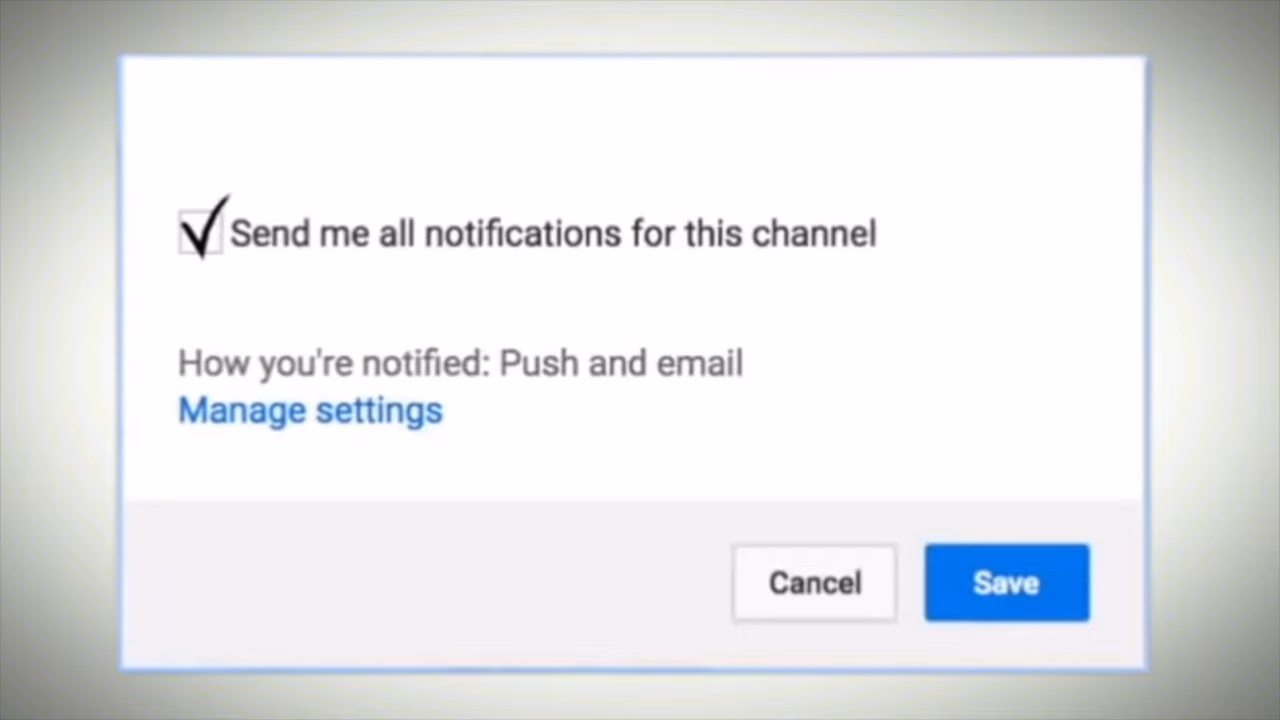 Send me all notifications for this channel
How you're notified: Push and email
Manage settings
Cancel
Save